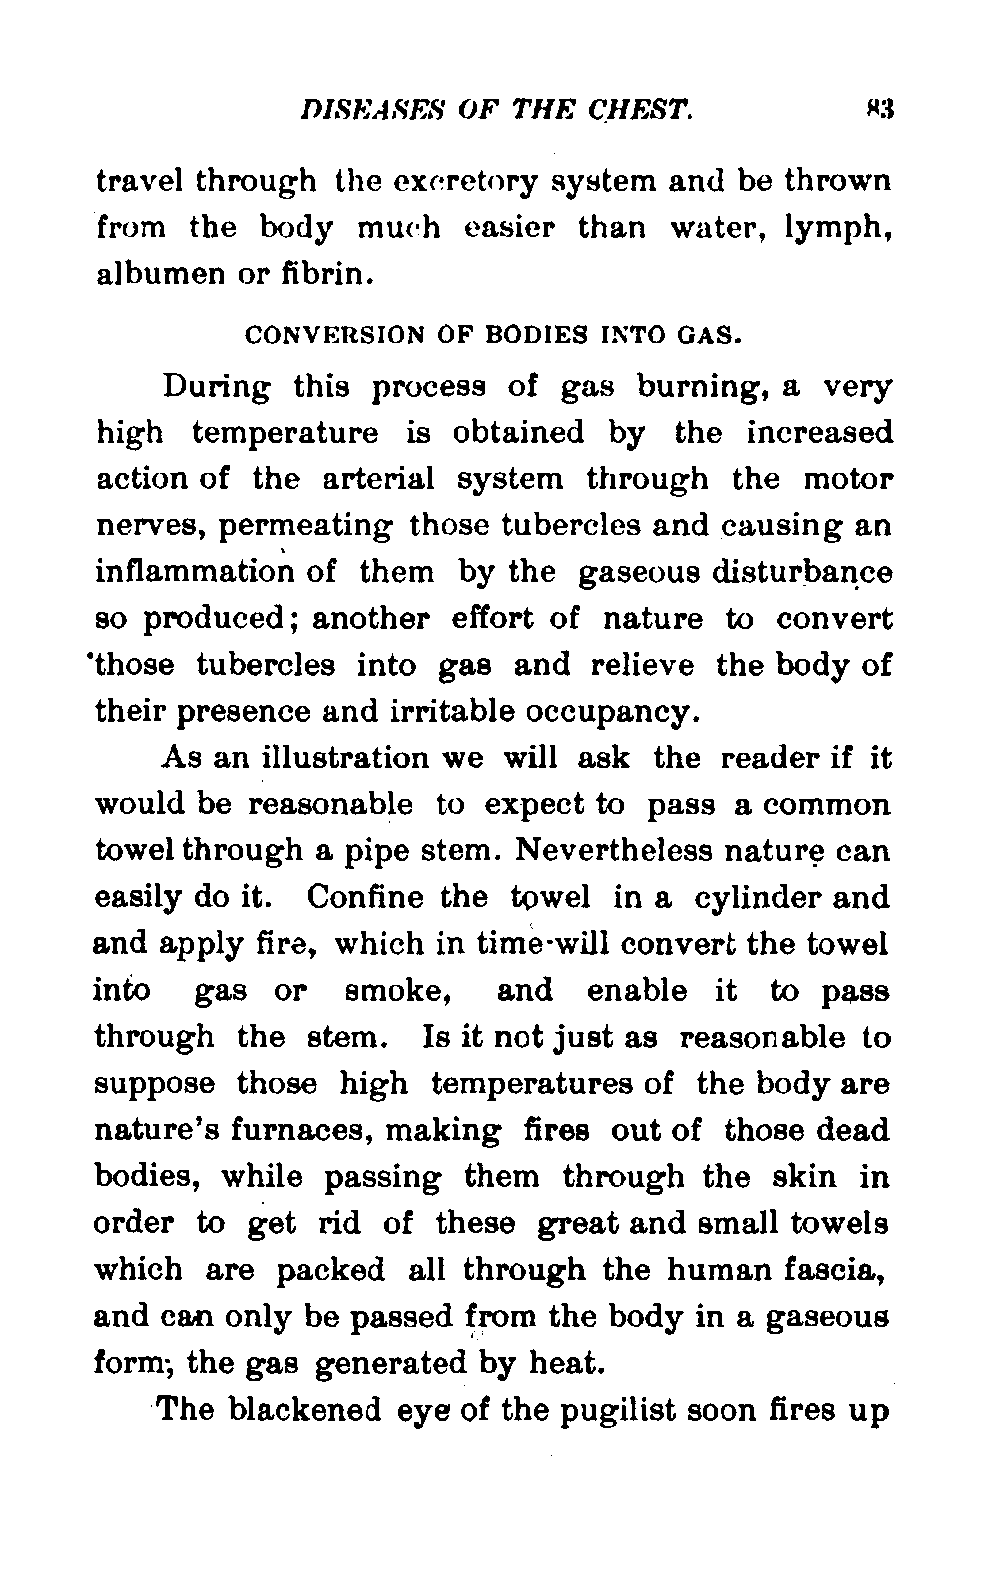 DISEASES OF THE CHEST. 83
travel through the excretory system and be thrown
from the body much easier than water, lymph,
albumen or fibrin.
CONVERSION OF BODIES INTO GAS.
During this process of gas burning, a very
high temperature is obtained by the increased
action of the arterial system through the motor
nerves, permeating those tubercles and causing an
inflammation of them by the gaseous disturbance
so produced; another effort of nature to convert
those tubercles into gas and relieve the body of
their presence and irritable occupancy.
As an illustration we will ask the reader if it
would be reasonable to expect to pass a common
towel through a pipe stem. Nevertheless nature can
easily do it. Confine the towel in a cylinder and
and apply fire, which in time will convert the towel
into gas or smoke, and enable it to pass
through the stem. Is it not just as reasonable to
suppose those high temperatures of the body are
nature's furnaces, making fires out of those dead
bodies, while passing them through the skin in
order to get rid of these great and small towels
which are packed all through the human fascia,
and can only be passed from the body in a gaseous
form; the gas generated by heat.
The blackened eye of the pugilist soon fires up